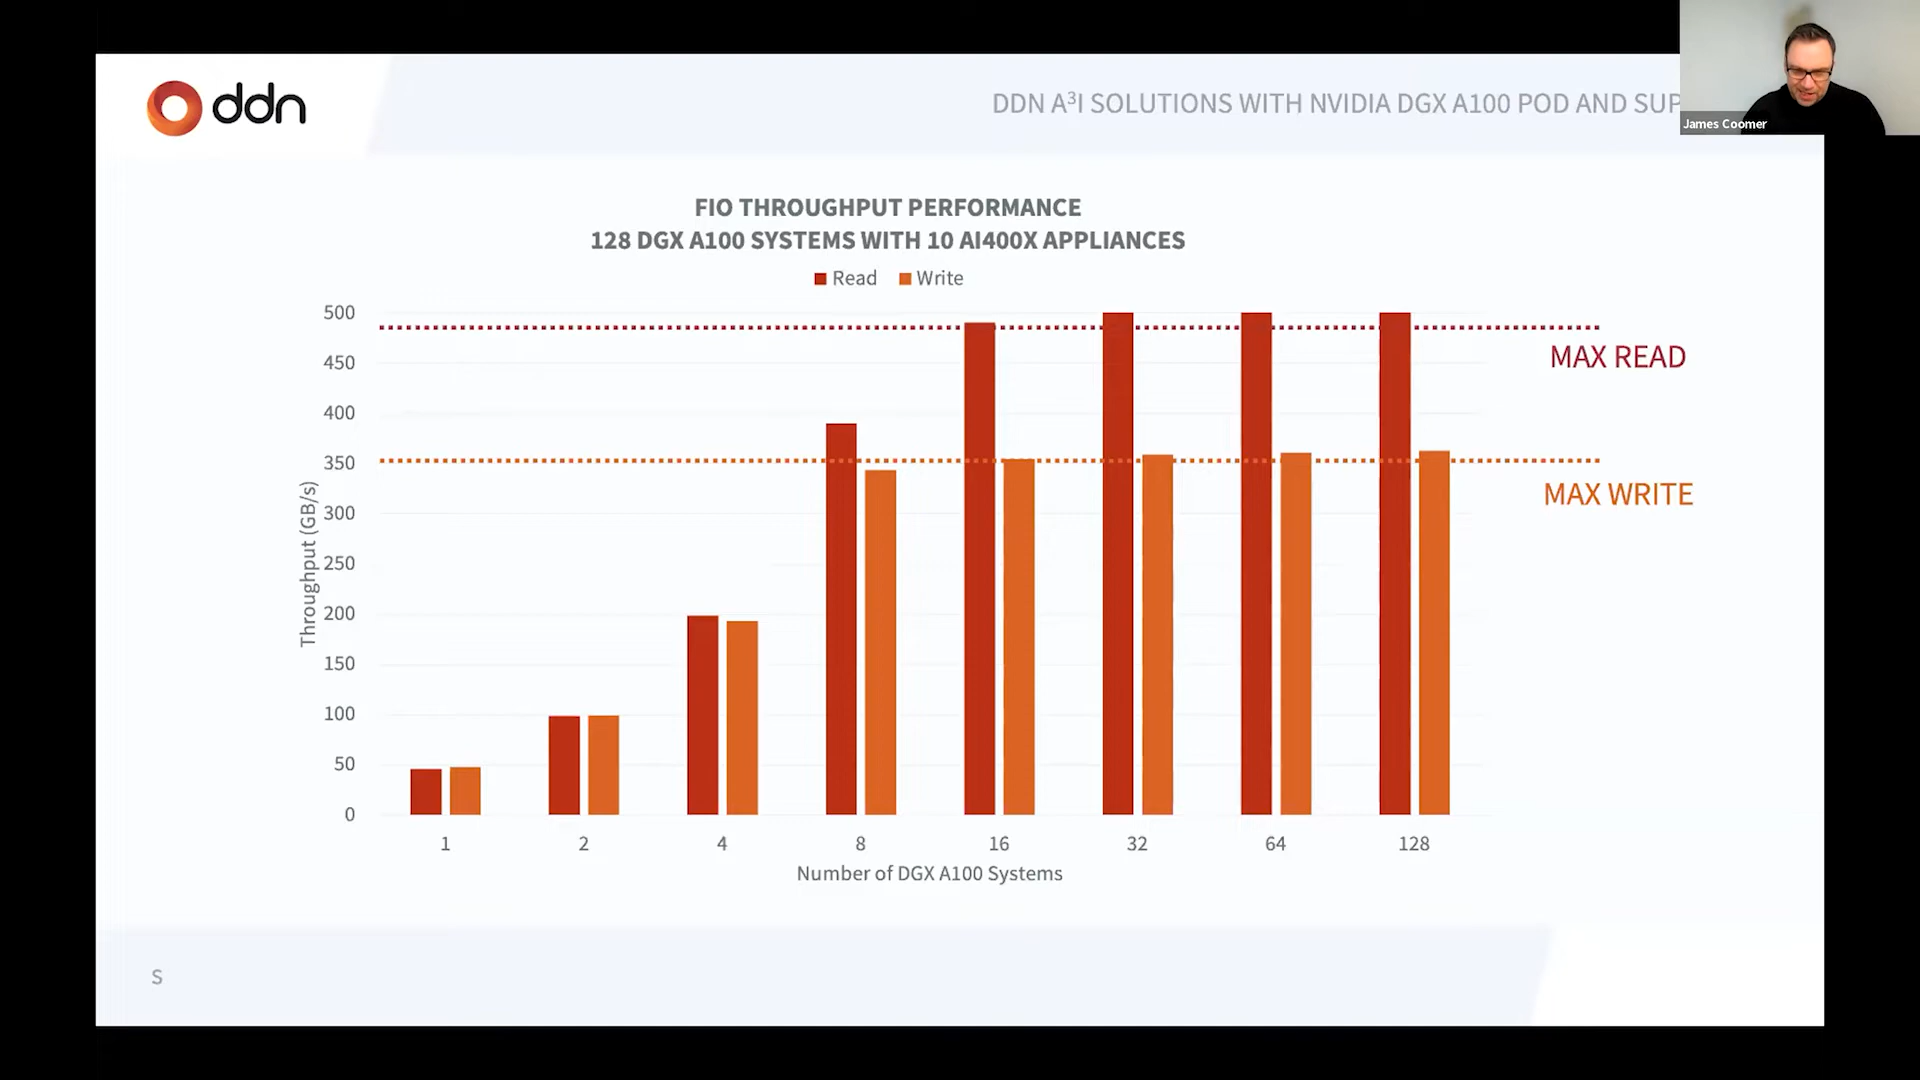 ddn
DDN A³I SOLUTIONS WITH NVIDIA DGX A100 POD AND SUP
James Coomer
FIO THROUGHPUT PERFORMANCE
128 DGX A100 SYSTEMS WITH 10 AI400X APPLIANCES
Read Write
500
450
400
350
300
250
200
150
100
50
0
Throughput (GB/s)
MAX READ
MAX WRITE
1 2 4 8 16 32 64 128
Number of DGX A100 Systems
S